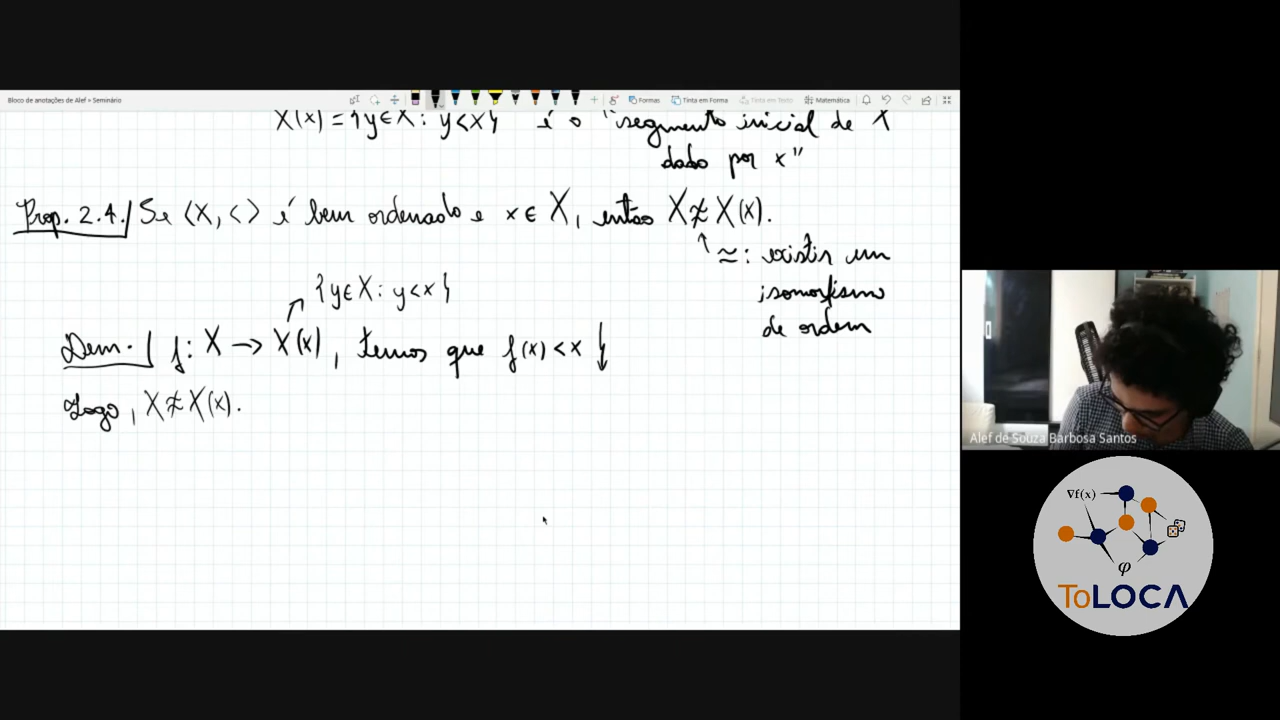 Bloco de anotações de Alef » Seminário
Formas Tinta em Forma Tinta em Texto Matemática
X(x) = {y ∈ X : y < x} é o "segmento inicial de X
dado por x"
Prop. 2.4. Se ⟨X, <⟩ é bem ordenado e x ∈ X, então X ≄ X(x).
≃ : existir um
isomorfismo
de ordem
{y ∈ X : y < x}
Dem. f : X → X(x), temos que f(x) < x
Logo, X ≄ X(x).
Alef de Souza Barbosa Santos
∇f(x)
φ
ToLOCA